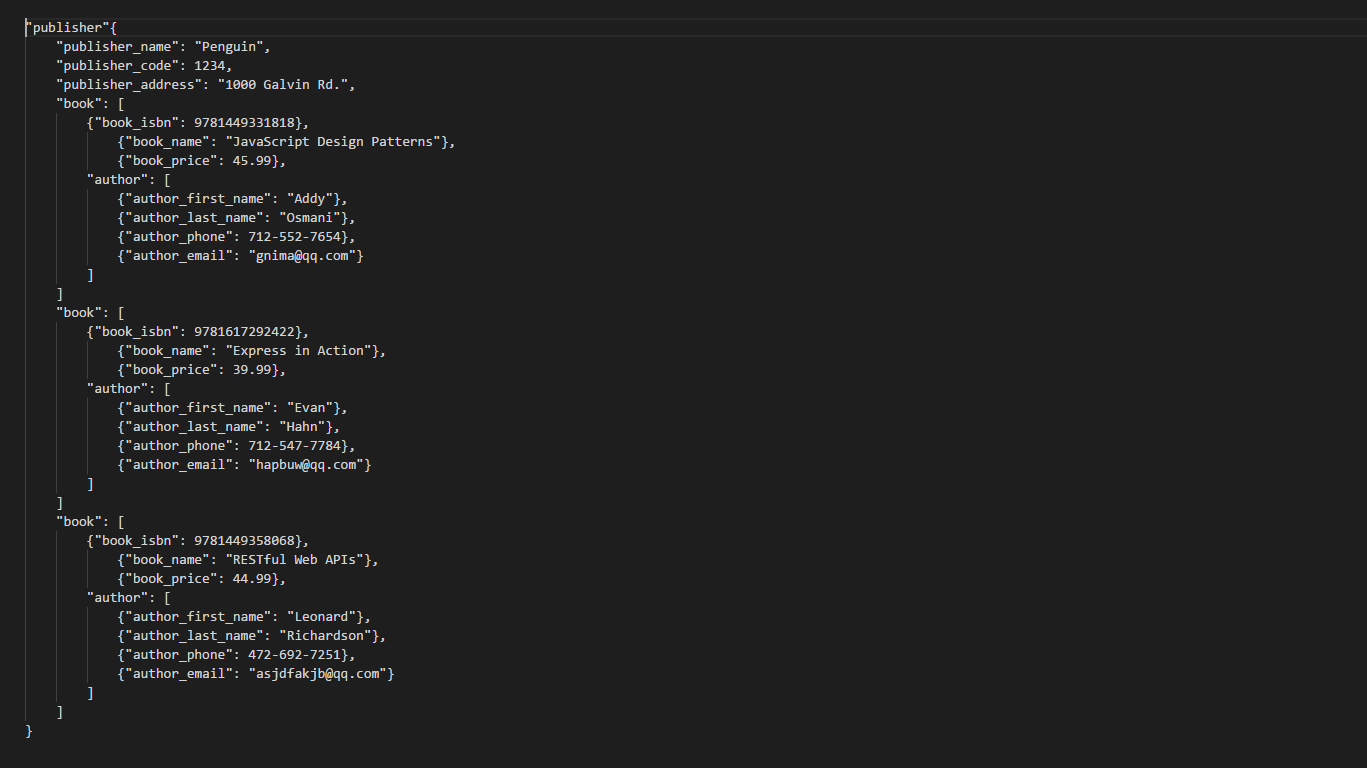 "publisher"{
    "publisher_name": "Penguin",
    "publisher_code": 1234,
    "publisher_address": "1000 Galvin Rd.",
    "book": [
        {"book_isbn": 9781449331818},
            {"book_name": "JavaScript Design Patterns"},
            {"book_price": 45.99},
        "author": [
            {"author_first_name": "Addy"},
            {"author_last_name": "Osmani"},
            {"author_phone": 712-552-7654},
            {"author_email": "gnima@qq.com"}
        ]
    ]
    "book": [
        {"book_isbn": 9781617292422},
            {"book_name": "Express in Action"},
            {"book_price": 39.99},
        "author": [
            {"author_first_name": "Evan"},
            {"author_last_name": "Hahn"},
            {"author_phone": 712-547-7784},
            {"author_email": "hapbuw@qq.com"}
        ]
    ]
    "book": [
        {"book_isbn": 9781449358068},
            {"book_name": "RESTful Web APIs"},
            {"book_price": 44.99},
        "author": [
            {"author_first_name": "Leonard"},
            {"author_last_name": "Richardson"},
            {"author_phone": 472-692-7251},
            {"author_email": "asjdfakjb@qq.com"}
        ]
    ]
}